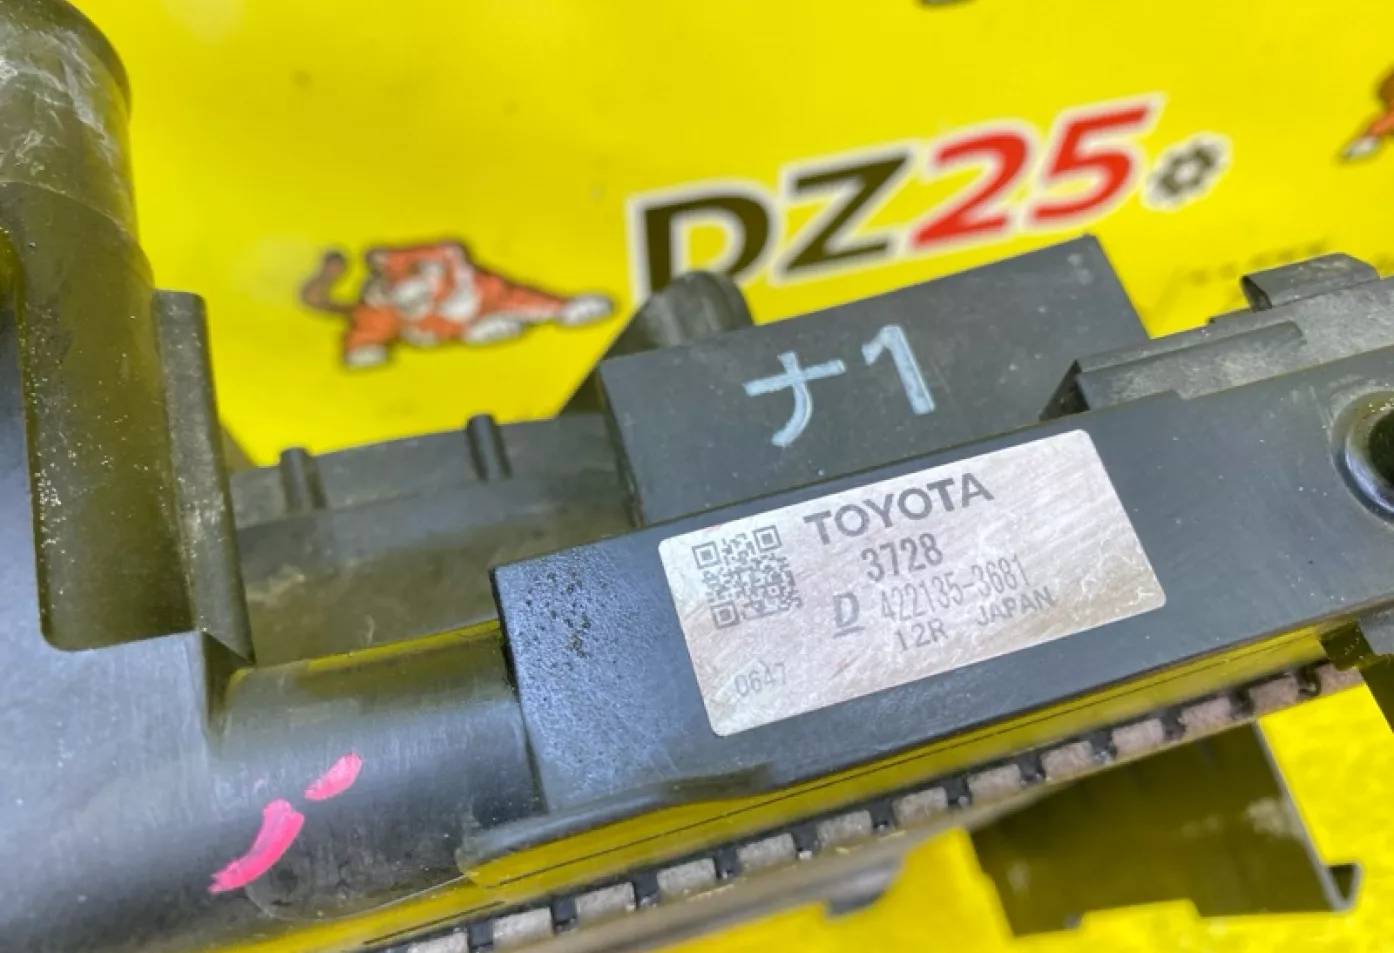 DZ25
ナ1
TOYOTA
3728
D 422135-3681
12R JAPAN
0647